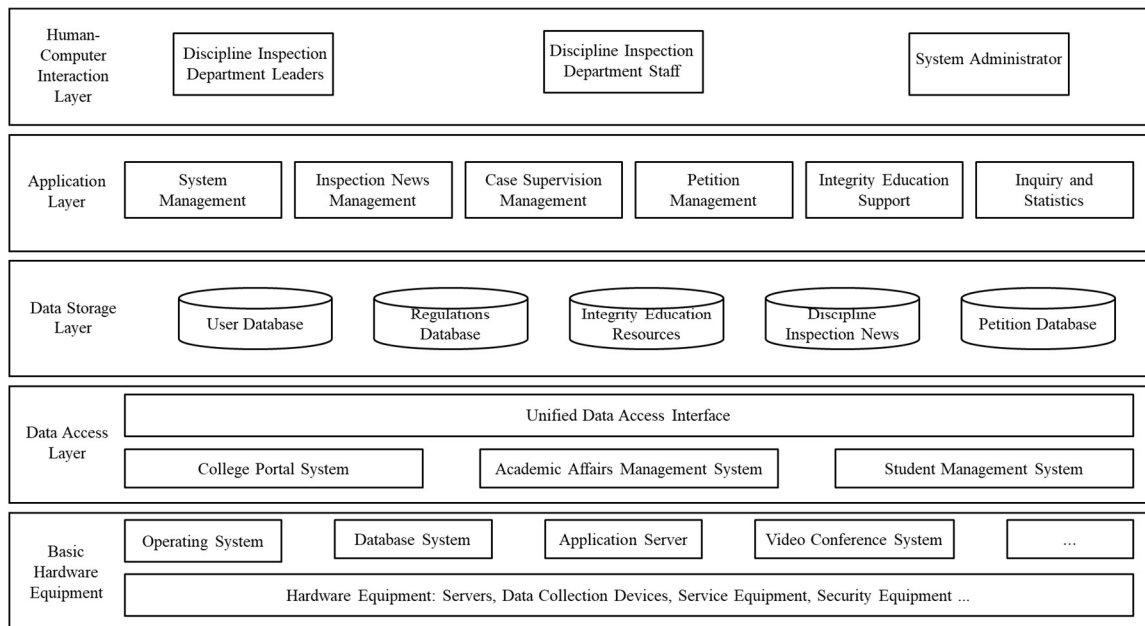 Human-
Computer
Interaction
Layer
Discipline Inspection
Department Leaders
Discipline Inspection
Department Staff
System Administrator
Application
Layer
System
Management
Inspection News
Management
Case Supervision
Management
Petition
Management
Integrity Education
Support
Inquiry and
Statistics
Data Storage
Layer
User Database
Regulations
Database
Integrity Education
Resources
Discipline
Inspection News
Petition Database
Data Access
Layer
Unified Data Access Interface
College Portal System
Academic Affairs Management System
Student Management System
Basic
Hardware
Equipment
Operating System
Database System
Application Server
Video Conference System
...
Hardware Equipment: Servers, Data Collection Devices, Service Equipment, Security Equipment ...